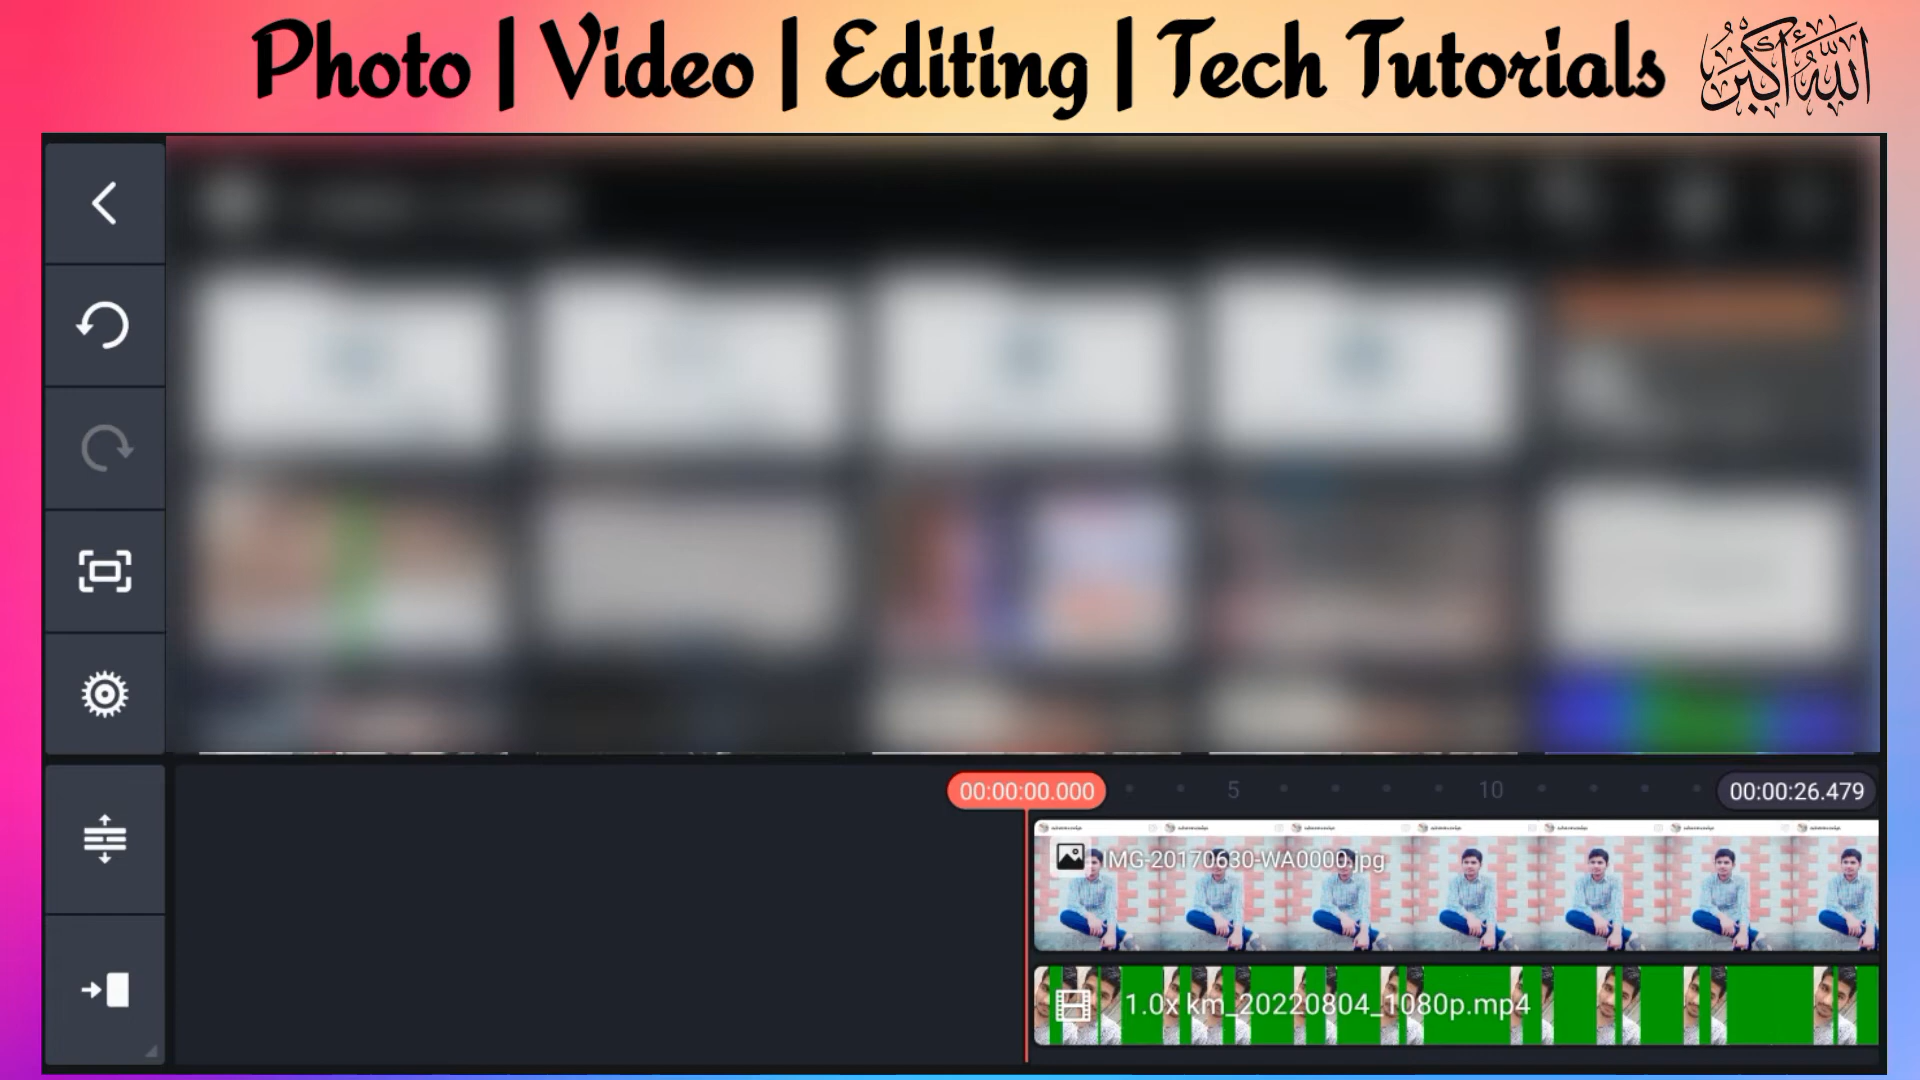 Photo | Video | Editing | Tech Tutorials
الله أكبر
00:00:00.000
5
10
00:00:26.479
IMG-20170630-WA0000.jpg
1.0x km_20220804_1080p.mp4